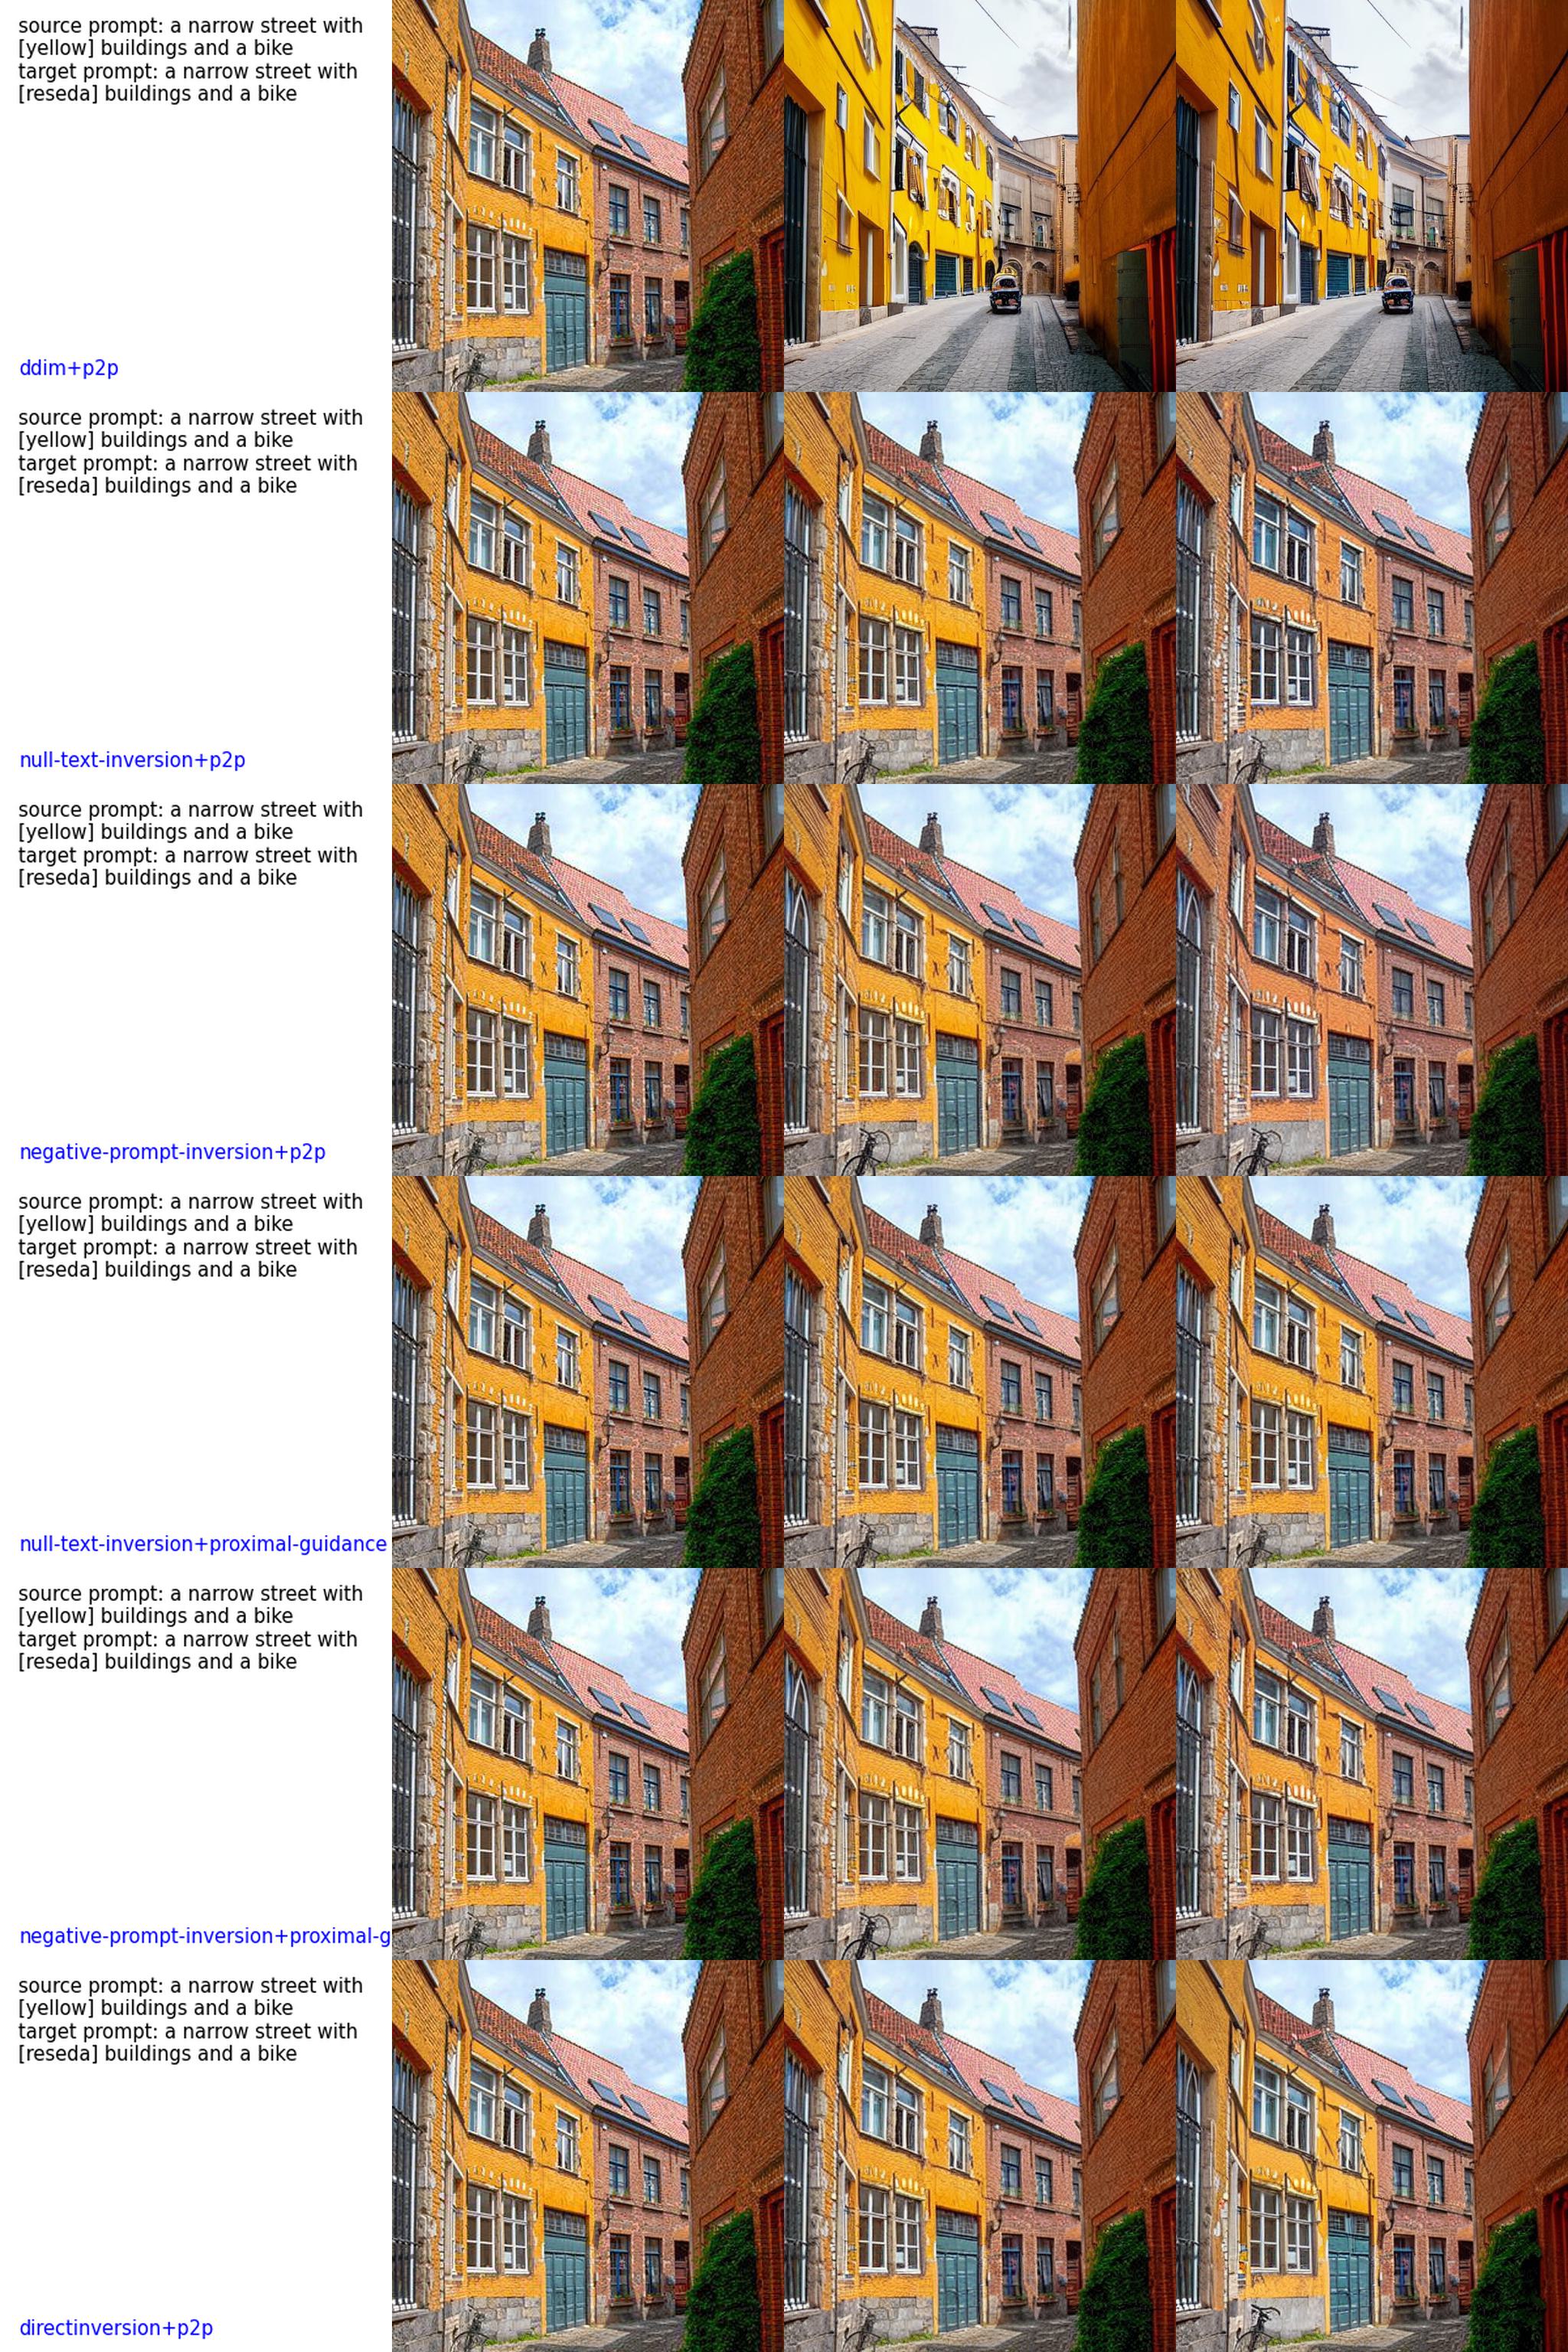 source prompt: a narrow street with
[yellow] buildings and a bike
target prompt: a narrow street with
[reseda] buildings and a bike
ddim+p2p
source prompt: a narrow street with
[yellow] buildings and a bike
target prompt: a narrow street with
[reseda] buildings and a bike
null-text-inversion+p2p
source prompt: a narrow street with
[yellow] buildings and a bike
target prompt: a narrow street with
[reseda] buildings and a bike
negative-prompt-inversion+p2p
source prompt: a narrow street with
[yellow] buildings and a bike
target prompt: a narrow street with
[reseda] buildings and a bike
null-text-inversion+proximal-guidance
source prompt: a narrow street with
[yellow] buildings and a bike
target prompt: a narrow street with
[reseda] buildings and a bike
negative-prompt-inversion+proximal-g
source prompt: a narrow street with
[yellow] buildings and a bike
target prompt: a narrow street with
[reseda] buildings and a bike
directinversion+p2p